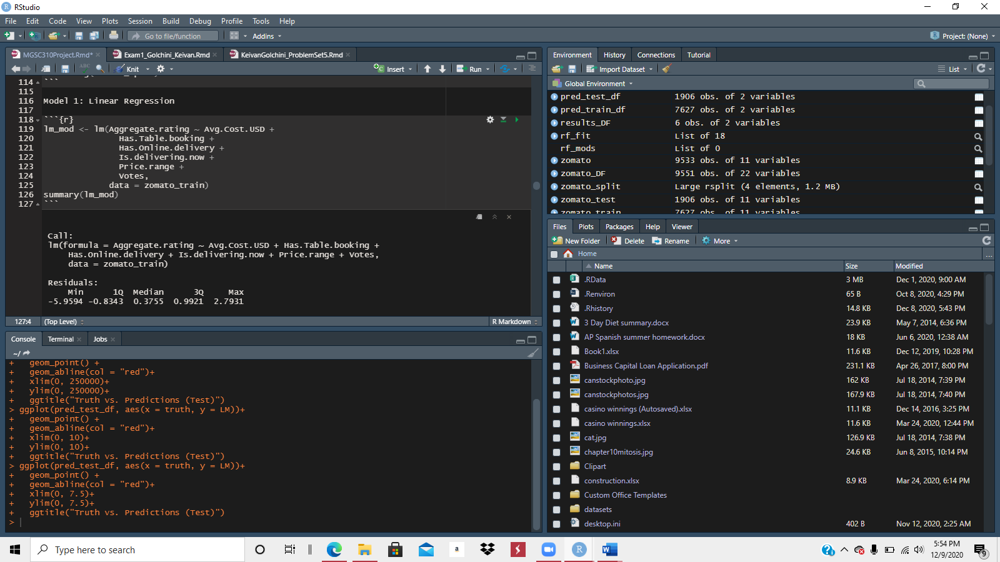 RStudio
File Edit Code View Plots Session Build Debug Profile Tools Help
Go to file/function Addins Project: (None)
MGSC310Project.Rmd* Exam1_Golchini_Keivan.Rmd KeivanGolchini_ProblemSet5.Rmd
ABC Knit Insert Run
114 ```
115
116 Model 1: Linear Regression
117
118 ```{r}
119 lm_mod <- lm(Aggregate.rating ~ Avg.Cost.USD +
120 Has.Table.booking +
121 Has.Online.delivery +
122 Is.delivering.now +
123 Price.range +
124 Votes,
125 data = zomato_train)
126 summary(lm_mod)
127 ```
Call:
lm(formula = Aggregate.rating ~ Avg.Cost.USD + Has.Table.booking +
Has.Online.delivery + Is.delivering.now + Price.range + Votes,
data = zomato_train)
Residuals:
Min 1Q Median 3Q Max
-5.9594 -0.8343 0.3755 0.9921 2.7931
127:4 (Top Level) R Markdown
Console Terminal Jobs
~/
+ geom_point() +
+ geom_abline(col = "red")+
+ xlim(0, 250000)+
+ ylim(0, 250000)+
+ ggtitle("Truth vs. Predictions (Test)")
> ggplot(pred_test_df, aes(x = truth, y = LM))+
+ geom_point() +
+ geom_abline(col = "red")+
+ xlim(0, 10)+
+ ylim(0, 10)+
+ ggtitle("Truth vs. Predictions (Test)")
> ggplot(pred_test_df, aes(x = truth, y = LM))+
+ geom_point() +
+ geom_abline(col = "red")+
+ xlim(0, 7.5)+
+ ylim(0, 7.5)+
+ ggtitle("Truth vs. Predictions (Test)")
>
Environment History Connections Tutorial
Import Dataset List
Global Environment
pred_test_df 1906 obs. of 2 variables
pred_train_df 7627 obs. of 2 variables
results_DF 6 obs. of 2 variables
rf_fit List of 18
rf_mods List of 0
zomato 9533 obs. of 11 variables
zomato_DF 9551 obs. of 22 variables
zomato_split Large rsplit (4 elements, 1.2 MB)
zomato_test 1906 obs. of 11 variables
zomato_train 7627 obs. of 11 variables
Files Plots Packages Help Viewer
New Folder Delete Rename More
Home ...
Name Size Modified
.RData 3 MB Dec 1, 2020, 9:00 AM
.Renviron 65 B Oct 8, 2020, 4:29 PM
.Rhistory 14.8 KB Dec 8, 2020, 5:43 PM
3 Day Diet summary.docx 23.9 KB May 7, 2014, 6:36 PM
AP Spanish summer homework.docx 18 KB Jun 6, 2020, 12:38 AM
Book1.xlsx 11.6 KB Dec 12, 2019, 10:28 PM
Business Capital Loan Application.pdf 231.1 KB Apr 26, 2017, 8:00 PM
canstockphoto.jpg 162 KB Jul 18, 2014, 7:39 PM
canstockphotos.jpg 167.9 KB Jul 18, 2014, 7:40 PM
casino winnings (Autosaved).xlsx 11.1 KB Dec 14, 2016, 3:25 PM
casino winnings.xlsx 11.6 KB Mar 24, 2020, 12:44 PM
cat.jpg 126.9 KB Jul 18, 2014, 7:38 PM
chapter10mitosis.jpg 24.6 KB Jun 8, 2015, 10:14 PM
Clipart
construction.xlsx 8.9 KB Mar 24, 2020, 6:14 PM
Custom Office Templates
datasets
desktop.ini 402 B Nov 12, 2020, 2:25 AM
Type here to search
5:54 PM
12/9/2020
9